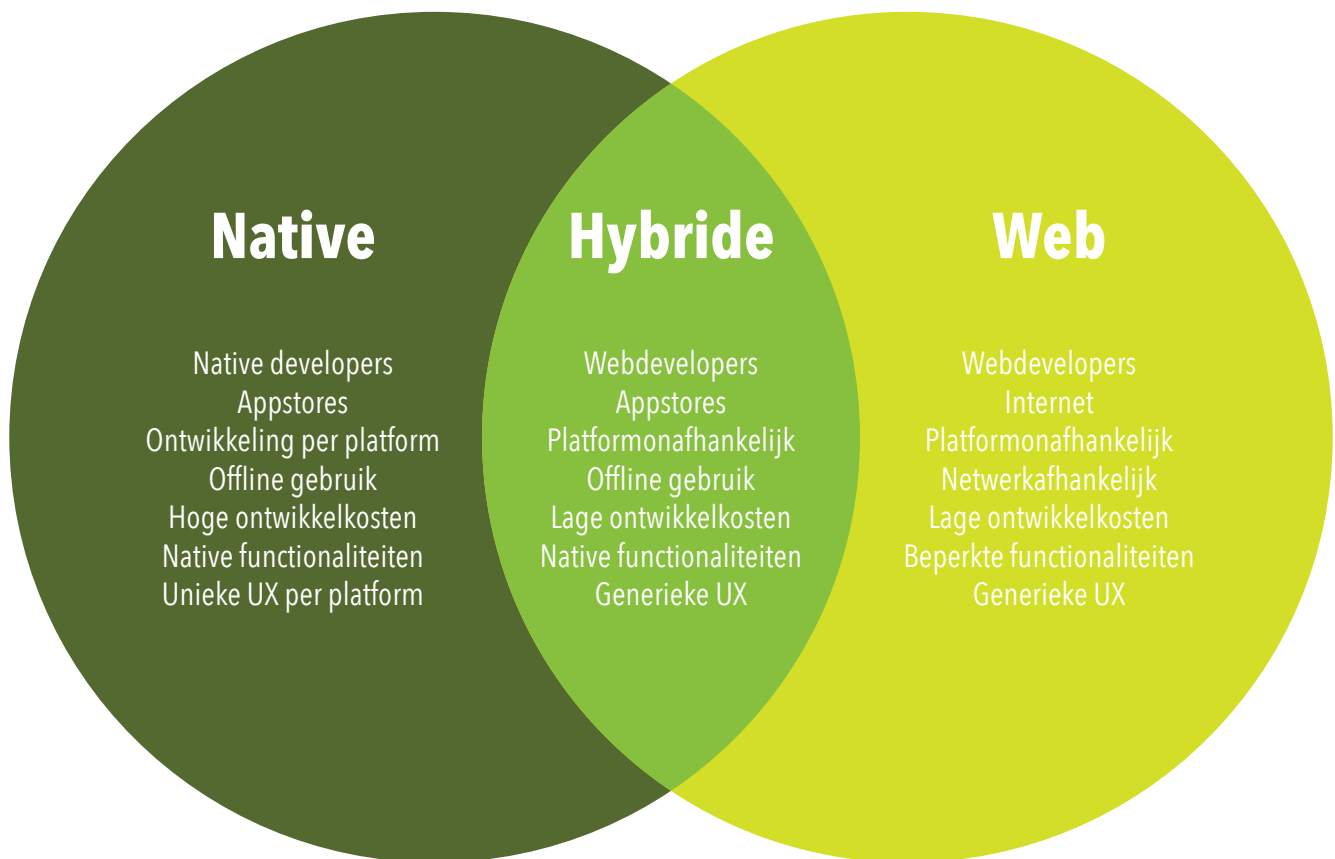 Native
Native developers
Appstores
Ontwikkeling per platform
Offline gebruik
Hoge ontwikkelkosten
Native functionaliteiten
Unieke UX per platform
Hybride
Webdevelopers
Appstores
Platformonafhankelijk
Offline gebruik
Lage ontwikkelkosten
Native functionaliteiten
Generieke UX
Web
Webdevelopers
Internet
Platformonafhankelijk
Netwerkafhankelijk
Lage ontwikkelkosten
Beperkte functionaliteiten
Generieke UX